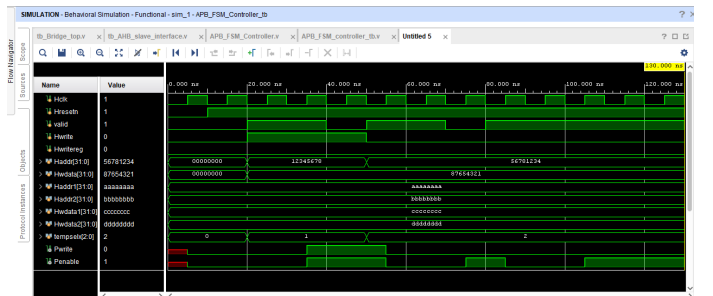 SIMULATION - Behavioral Simulation - Functional - sim_1 - APB_FSM_Controller_tb
tb_Bridge_top.v × tb_AHB_slave_interface.v × APB_FSM_Controller.v × APB_FSM_controller_tb.v × Untitled 5 ×
Flow Navigator
Scope
Sources
Objects
Protocol Instances
130.000 ns
Name Value 0.000 ns 20.000 ns 40.000 ns 60.000 ns 80.000 ns 100.000 ns 120.000 ns
Hclk 1
Hresetn 1
valid 1
Hwrite 0
Hwritereg 0
Haddr[31:0] 56781234 00000000 12345678 56781234
Hwdata[31:0] 87654321 00000000 87654321
Haddr1[31:0] aaaaaaaa aaaaaaaa
Haddr2[31:0] bbbbbbbb bbbbbbbb
Hwdata1[31:0] cccccccc cccccccc
Hwdata2[31:0] dddddddd dddddddd
tempselx[2:0] 2 0 1 2
Pwrite 0
Penable 1